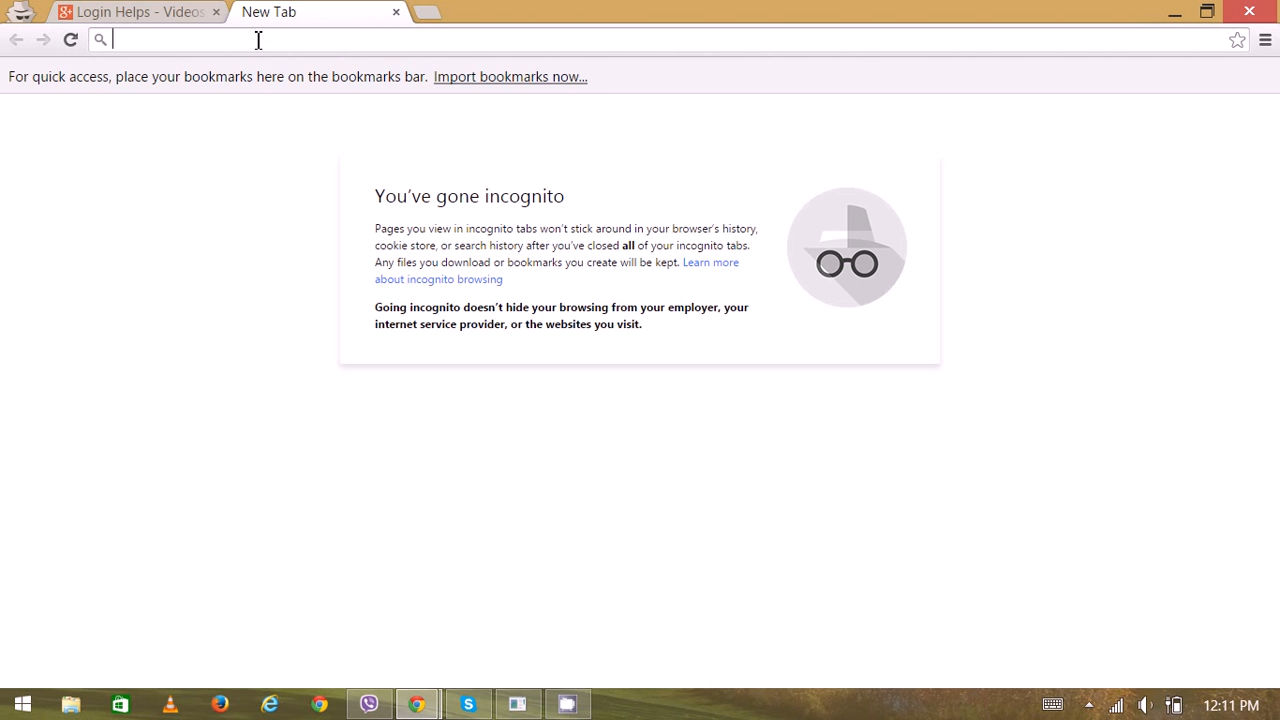 Login Helps - Videos
New Tab
For quick access, place your bookmarks here on the bookmarks bar. Import bookmarks now...
You've gone incognito
Pages you view in incognito tabs won't stick around in your browser's history,
cookie store, or search history after you've closed all of your incognito tabs.
Any files you download or bookmarks you create will be kept. Learn more
about incognito browsing
Going incognito doesn't hide your browsing from your employer, your
internet service provider, or the websites you visit.
12:11 PM